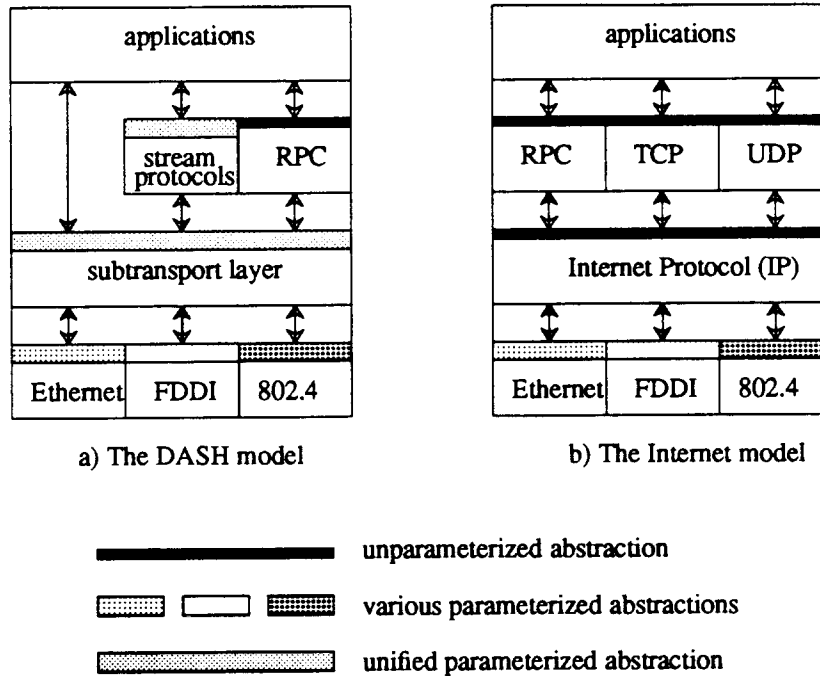 applications
stream
protocols
RPC
subtransport layer
Ethernet
FDDI
802.4
a) The DASH model
applications
RPC
TCP
UDP
Internet Protocol (IP)
Ethernet
FDDI
802.4
b) The Internet model
unparameterized abstraction
various parameterized abstractions
unified parameterized abstraction